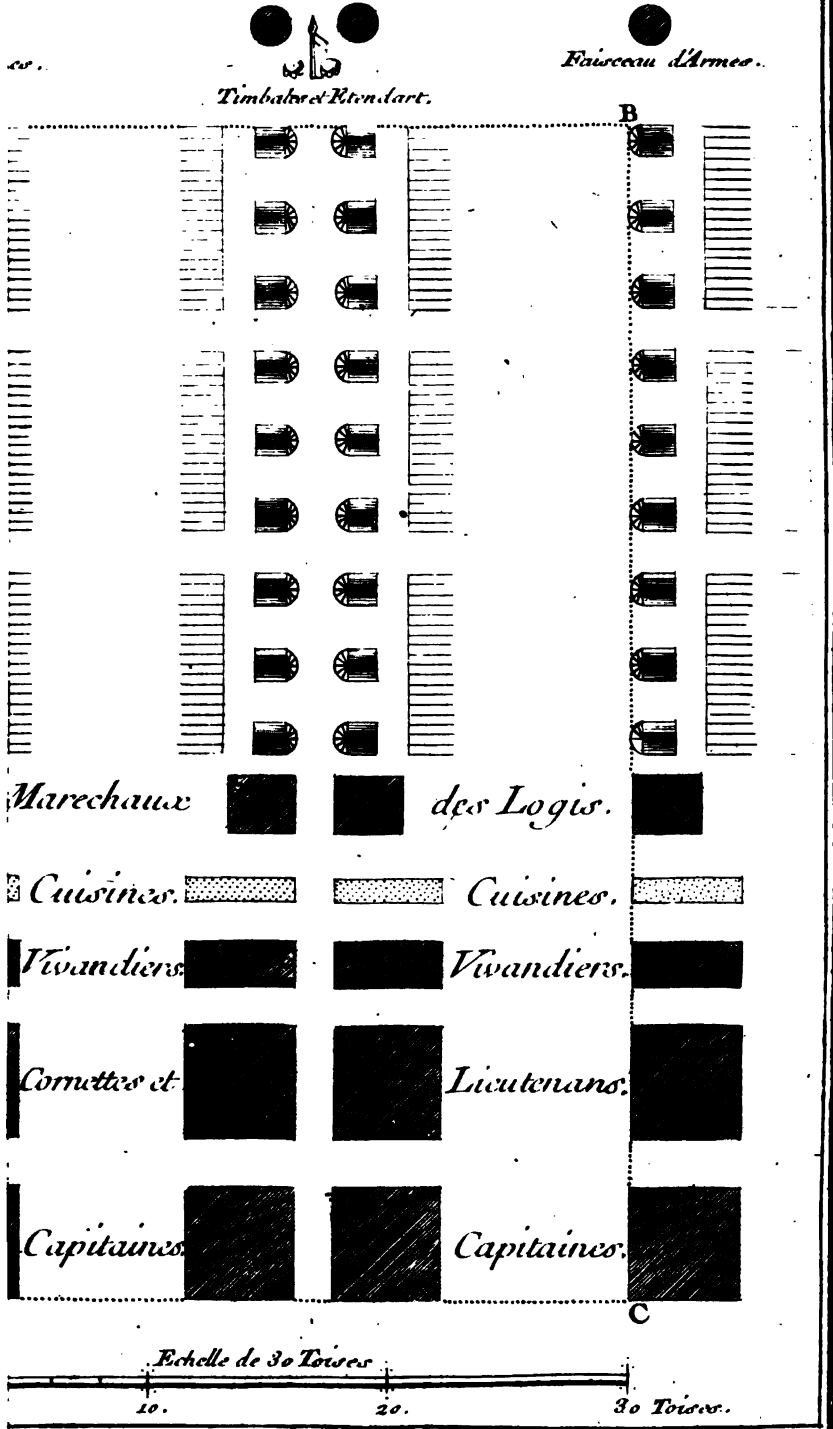 es.
Faisceau d'Armes.
Timbales et Etendart.
B
Marechaux des Logis.
Cuisines. Cuisines.
Vivandiers Vivandiers.
Cornettes et Lieutenans.
Capitaines. Capitaines.
C
Echelle de 30 Toises
10. 20. 30 Toises.